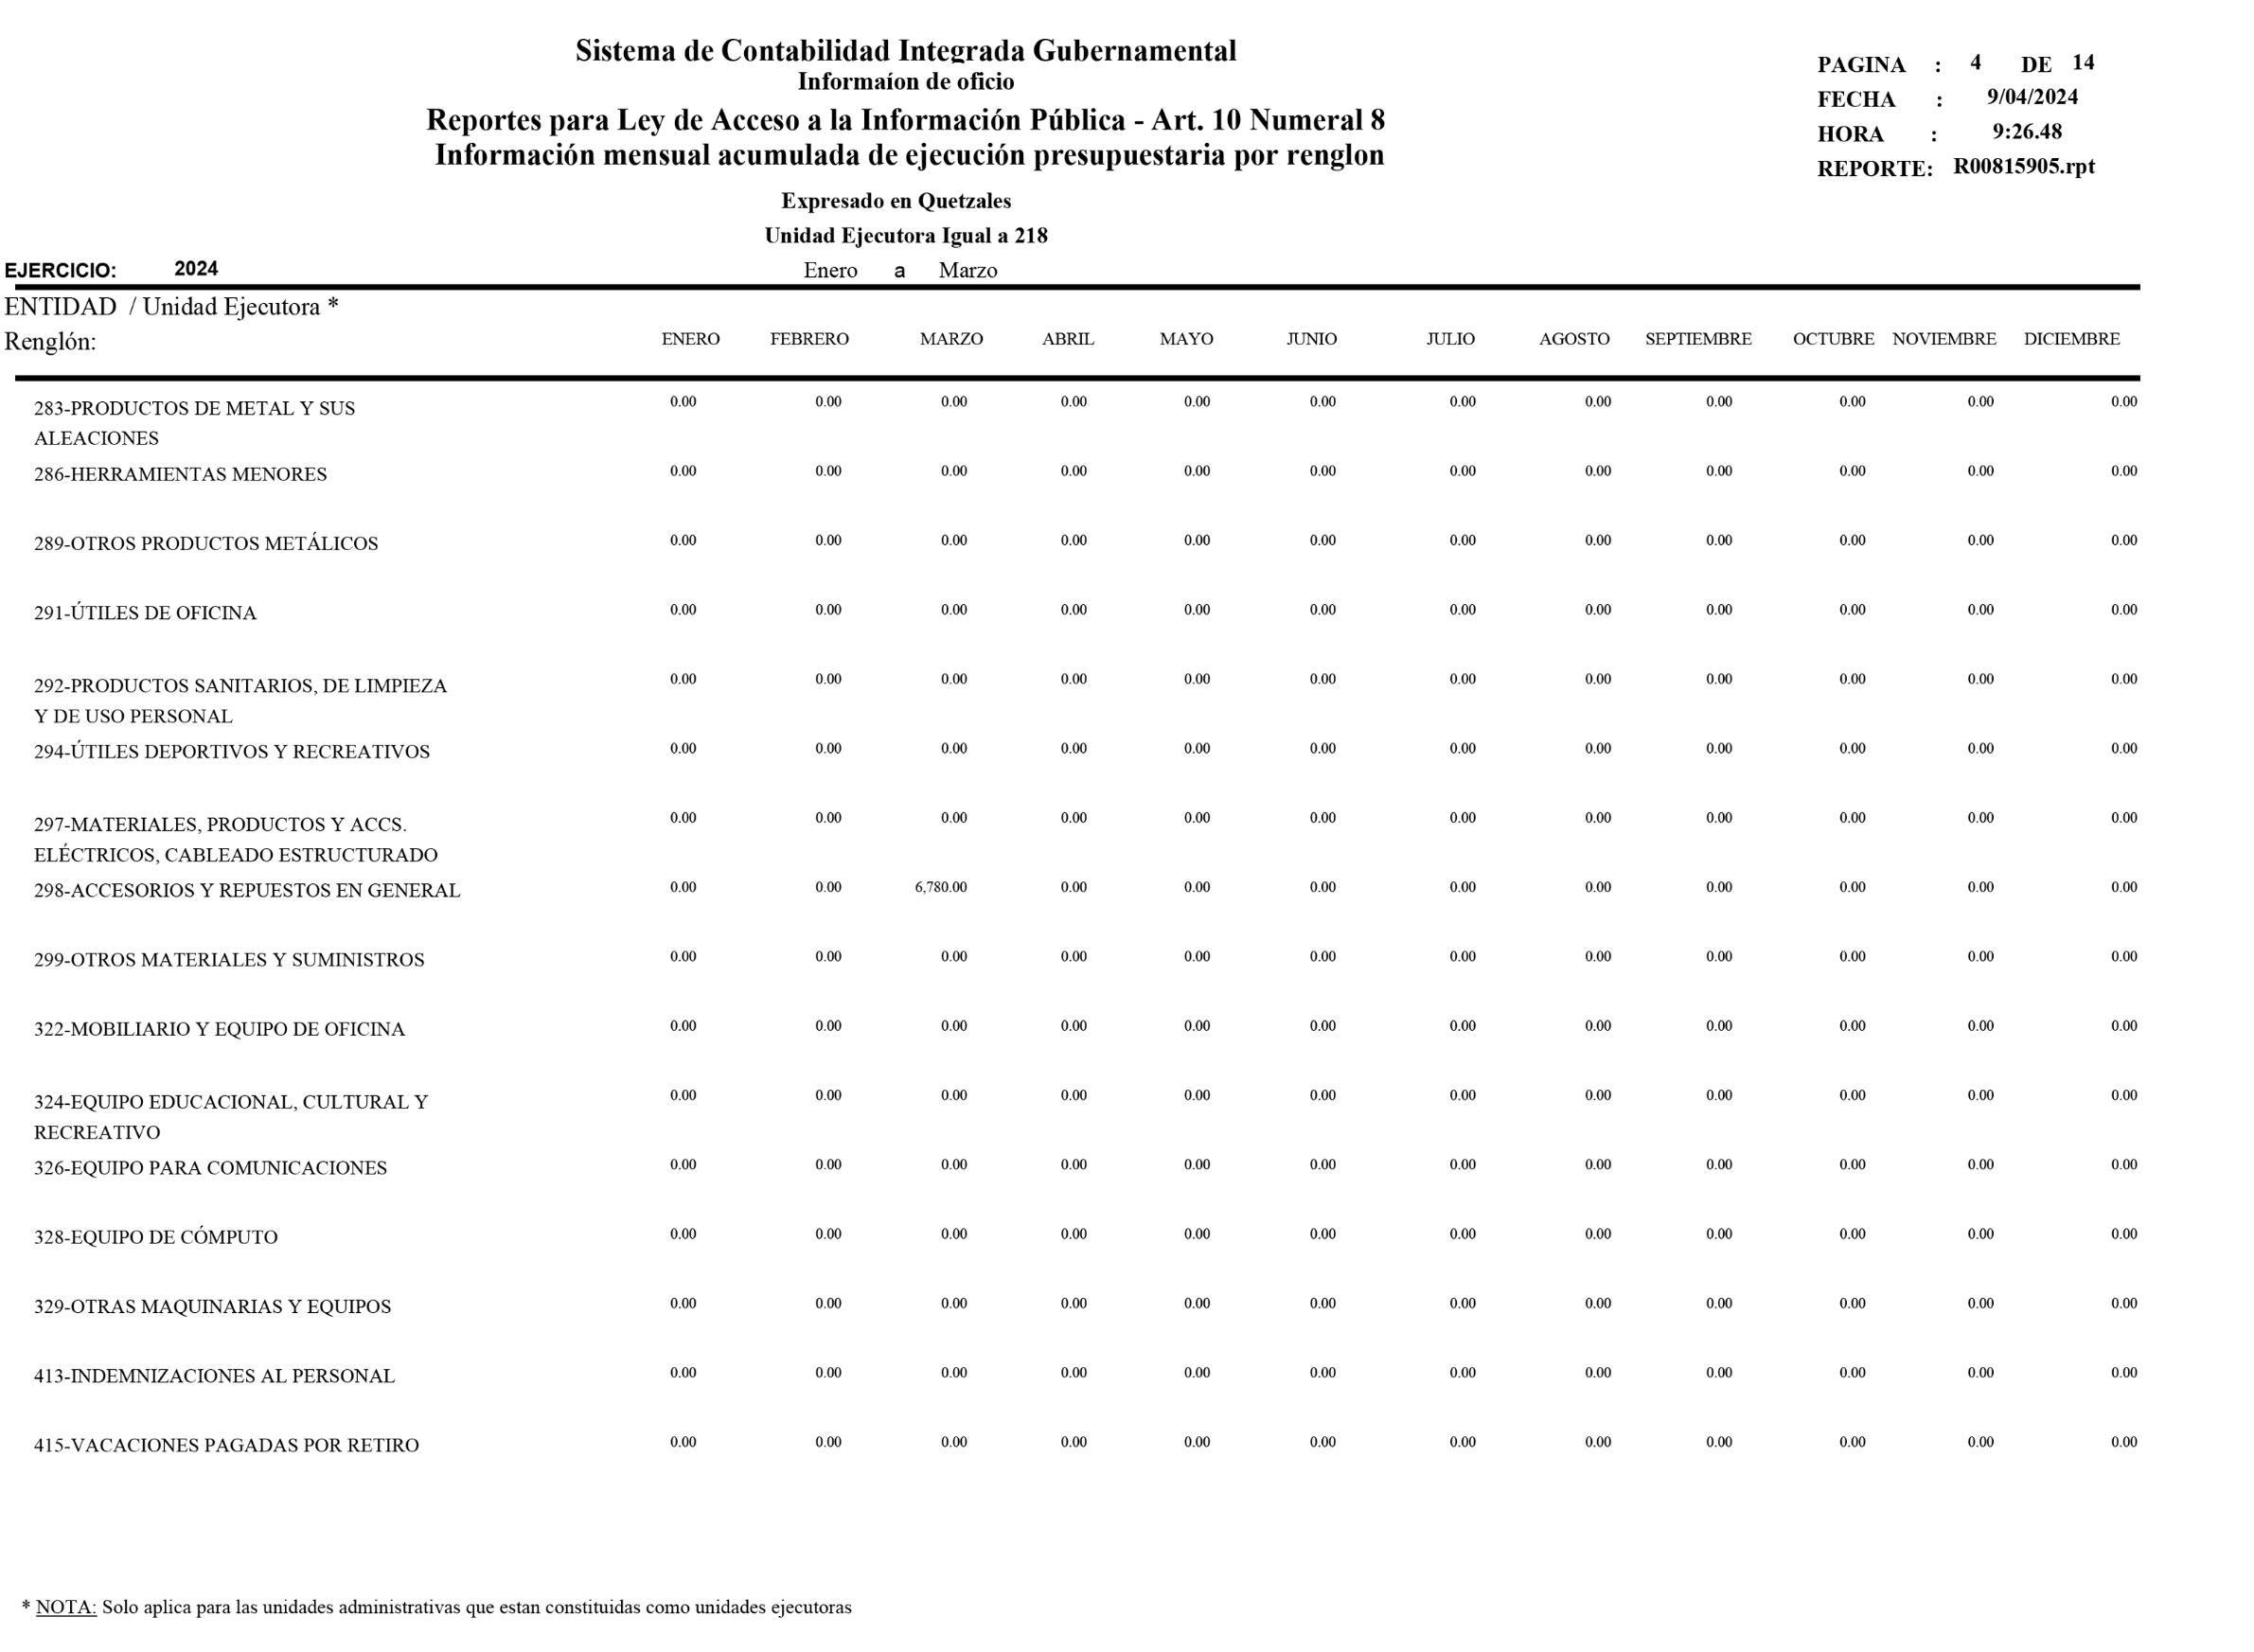 Sistema de Contabilidad Integrada Gubernamental
Informaíon de oficio
Reportes para Ley de Acceso a la Información Pública - Art. 10 Numeral 8
Información mensual acumulada de ejecución presupuestaria por renglon
Expresado en Quetzales
Unidad Ejecutora Igual a 218
PAGINA : 4 DE 14
FECHA : 9/04/2024
HORA : 9:26.48
REPORTE: R00815905.rpt
EJERCICIO: 2024 Enero a Marzo
ENTIDAD / Unidad Ejecutora *
Renglón: ENERO FEBRERO MARZO ABRIL MAYO JUNIO JULIO AGOSTO SEPTIEMBRE OCTUBRE NOVIEMBRE DICIEMBRE
283-PRODUCTOS DE METAL Y SUS 0.00 0.00 0.00 0.00 0.00 0.00 0.00 0.00 0.00 0.00 0.00 0.00
ALEACIONES
286-HERRAMIENTAS MENORES 0.00 0.00 0.00 0.00 0.00 0.00 0.00 0.00 0.00 0.00 0.00 0.00
289-OTROS PRODUCTOS METÁLICOS 0.00 0.00 0.00 0.00 0.00 0.00 0.00 0.00 0.00 0.00 0.00 0.00
291-ÚTILES DE OFICINA 0.00 0.00 0.00 0.00 0.00 0.00 0.00 0.00 0.00 0.00 0.00 0.00
292-PRODUCTOS SANITARIOS, DE LIMPIEZA 0.00 0.00 0.00 0.00 0.00 0.00 0.00 0.00 0.00 0.00 0.00 0.00
Y DE USO PERSONAL
294-ÚTILES DEPORTIVOS Y RECREATIVOS 0.00 0.00 0.00 0.00 0.00 0.00 0.00 0.00 0.00 0.00 0.00 0.00
297-MATERIALES, PRODUCTOS Y ACCS. 0.00 0.00 0.00 0.00 0.00 0.00 0.00 0.00 0.00 0.00 0.00 0.00
ELÉCTRICOS, CABLEADO ESTRUCTURADO
298-ACCESORIOS Y REPUESTOS EN GENERAL 0.00 0.00 6,780.00 0.00 0.00 0.00 0.00 0.00 0.00 0.00 0.00 0.00
299-OTROS MATERIALES Y SUMINISTROS 0.00 0.00 0.00 0.00 0.00 0.00 0.00 0.00 0.00 0.00 0.00 0.00
322-MOBILIARIO Y EQUIPO DE OFICINA 0.00 0.00 0.00 0.00 0.00 0.00 0.00 0.00 0.00 0.00 0.00 0.00
324-EQUIPO EDUCACIONAL, CULTURAL Y 0.00 0.00 0.00 0.00 0.00 0.00 0.00 0.00 0.00 0.00 0.00 0.00
RECREATIVO
326-EQUIPO PARA COMUNICACIONES 0.00 0.00 0.00 0.00 0.00 0.00 0.00 0.00 0.00 0.00 0.00 0.00
328-EQUIPO DE CÓMPUTO 0.00 0.00 0.00 0.00 0.00 0.00 0.00 0.00 0.00 0.00 0.00 0.00
329-OTRAS MAQUINARIAS Y EQUIPOS 0.00 0.00 0.00 0.00 0.00 0.00 0.00 0.00 0.00 0.00 0.00 0.00
413-INDEMNIZACIONES AL PERSONAL 0.00 0.00 0.00 0.00 0.00 0.00 0.00 0.00 0.00 0.00 0.00 0.00
415-VACACIONES PAGADAS POR RETIRO 0.00 0.00 0.00 0.00 0.00 0.00 0.00 0.00 0.00 0.00 0.00 0.00
* NOTA: Solo aplica para las unidades administrativas que estan constituidas como unidades ejecutoras